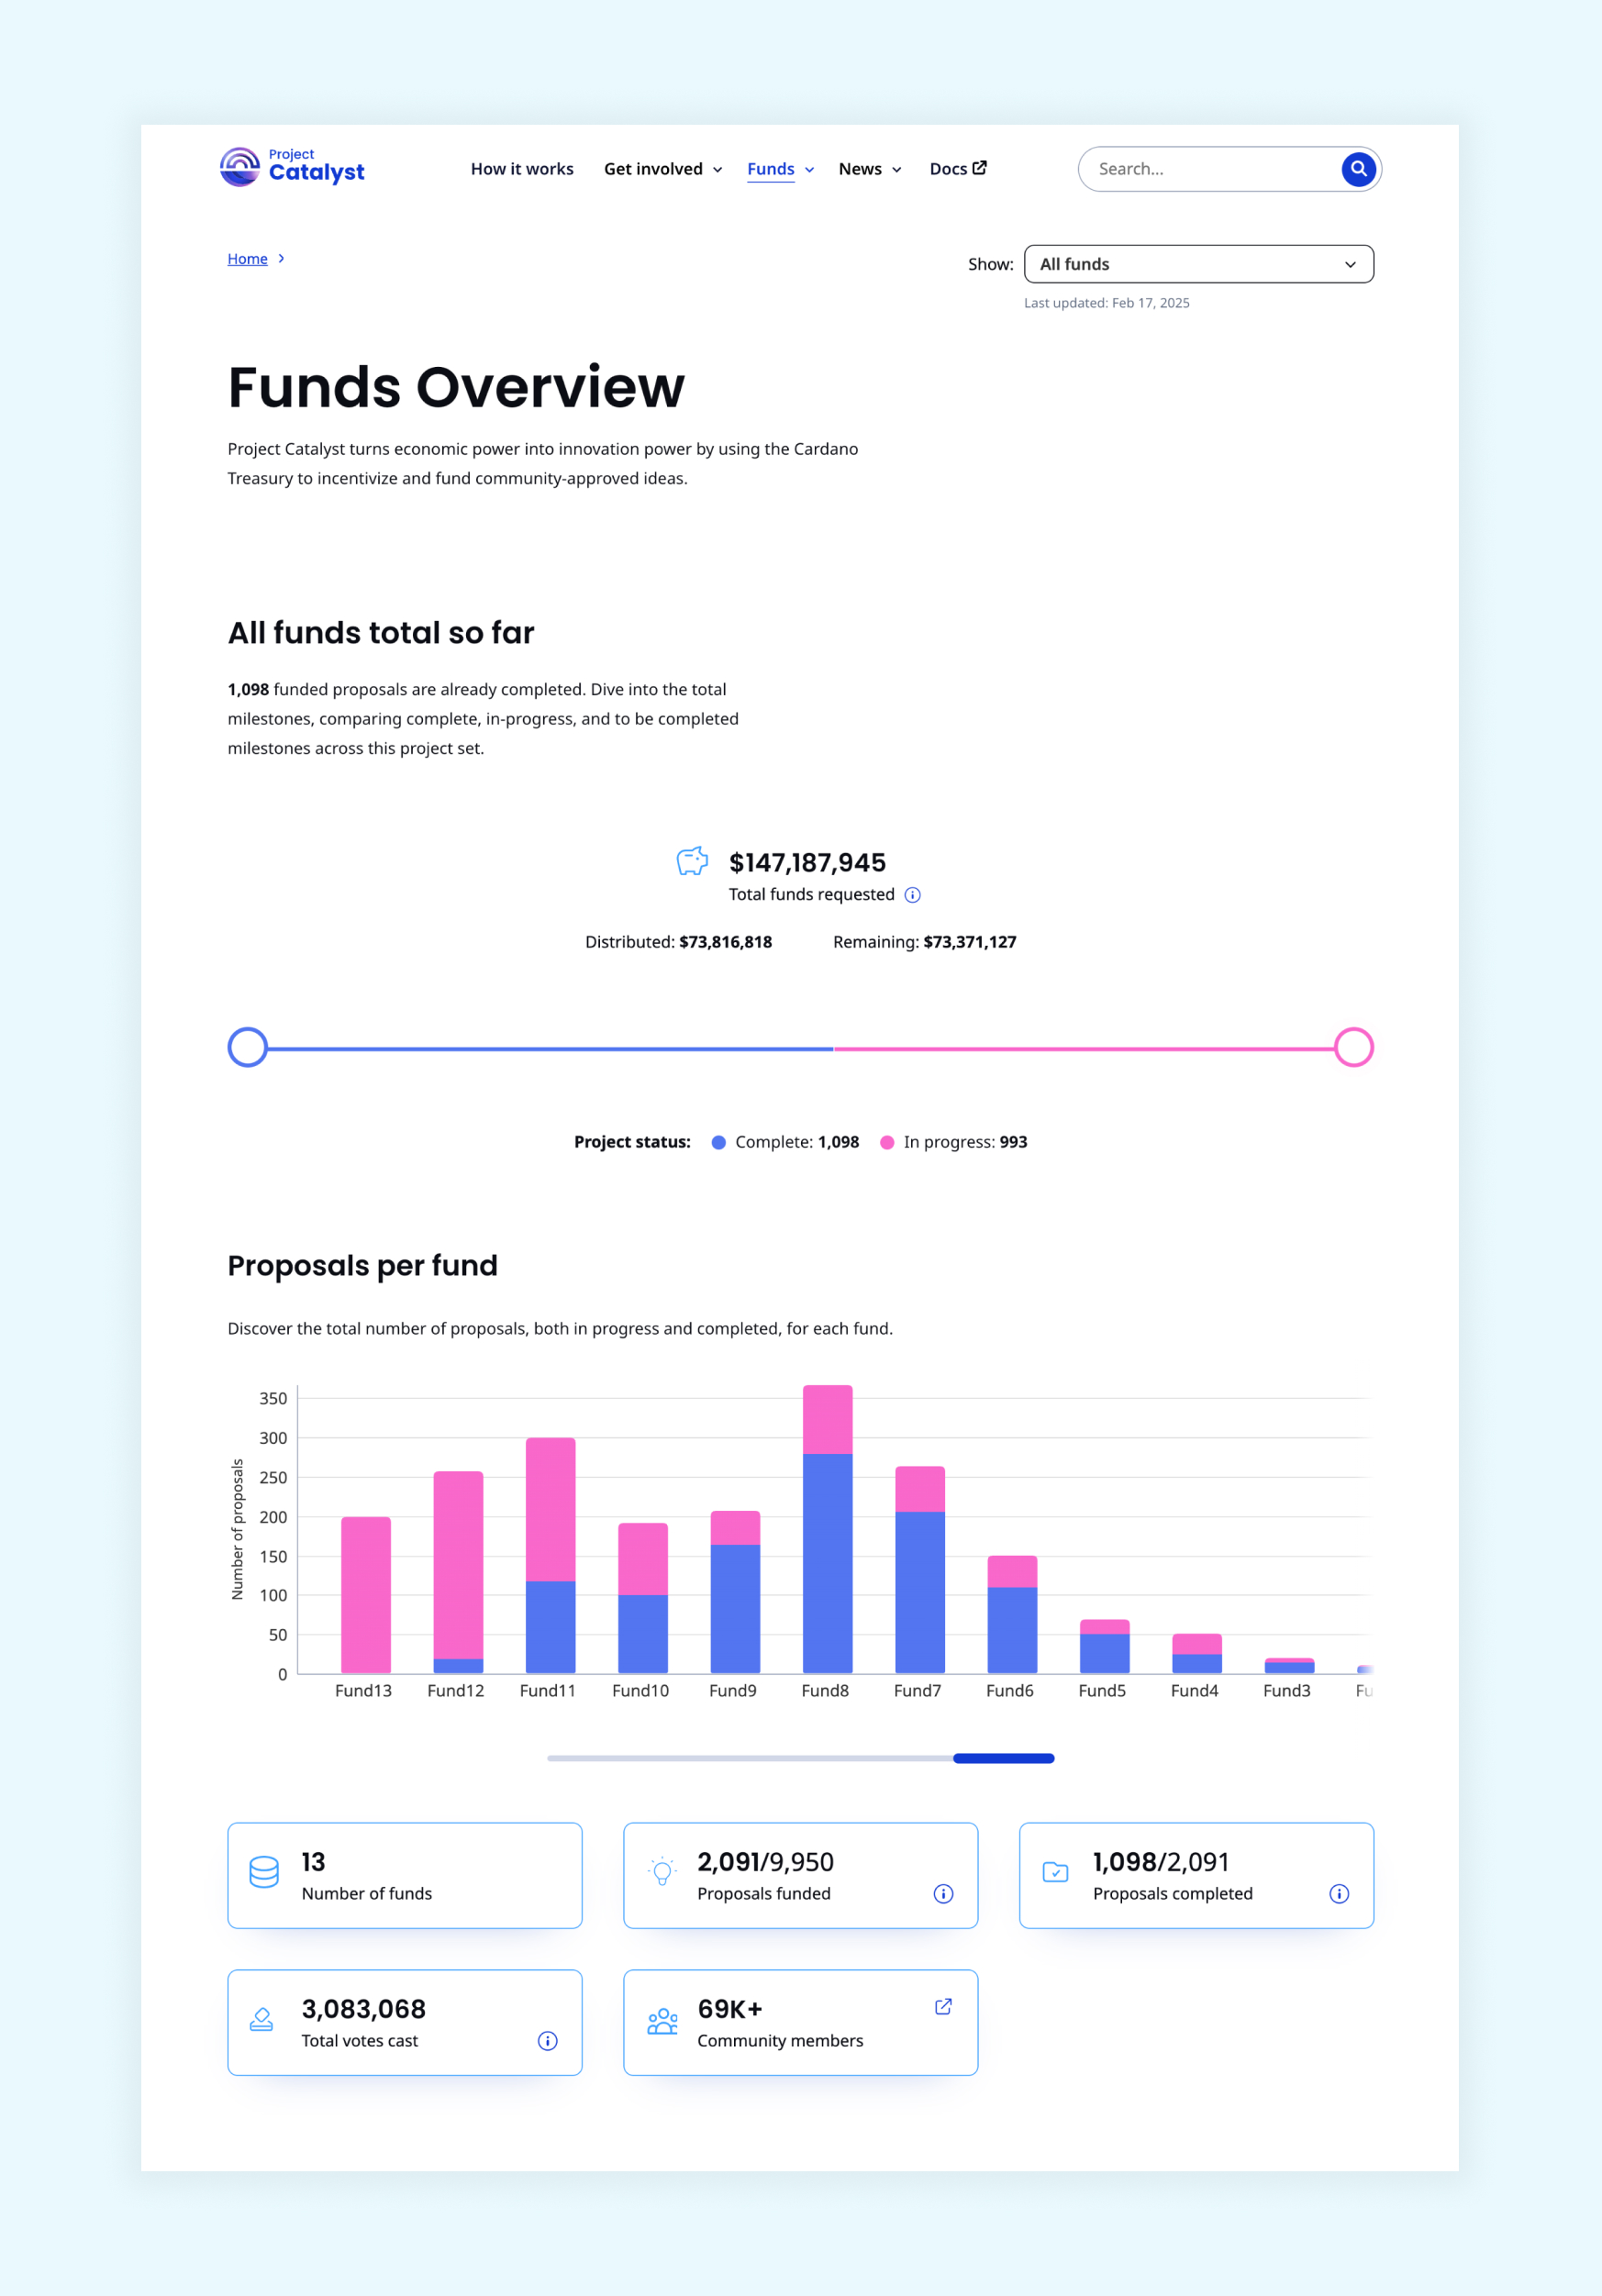 Project
Catalyst
How it works Get involved Funds News Docs Search...
Home
Show: All funds
Last updated: Feb 17, 2025
Funds Overview
Project Catalyst turns economic power into innovation power by using the Cardano
Treasury to incentivize and fund community-approved ideas.
All funds total so far
1,098 funded proposals are already completed. Dive into the total
milestones, comparing complete, in-progress, and to be completed
milestones across this project set.
$147,187,945
Total funds requested
Distributed: $73,816,818 Remaining: $73,371,127
Project status: Complete: 1,098 In progress: 993
Proposals per fund
Discover the total number of proposals, both in progress and completed, for each fund.
Number of proposals
350
300
250
200
150
100
50
0
Fund13 Fund12 Fund11 Fund10 Fund9 Fund8 Fund7 Fund6 Fund5 Fund4 Fund3 Fu
13
Number of funds
2,091/9,950
Proposals funded
1,098/2,091
Proposals completed
3,083,068
Total votes cast
69K+
Community members